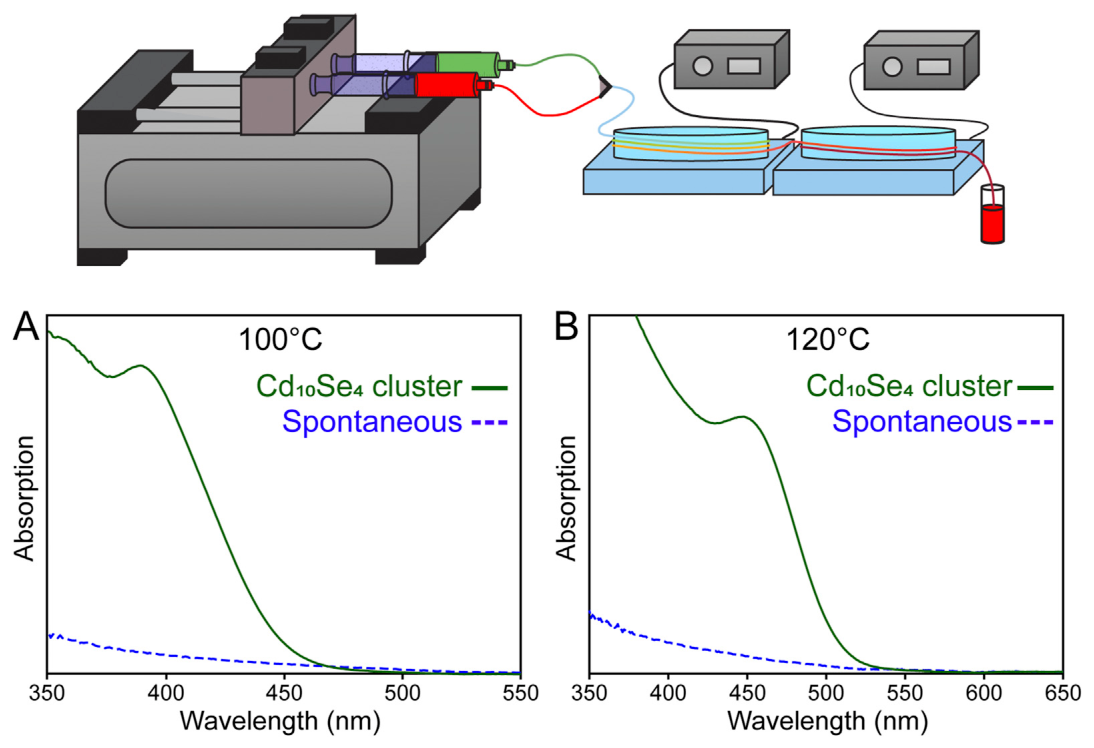 A
100°C
Cd₁₀Se₄ cluster
Spontaneous
Absorption
350 400 450 500 550
Wavelength (nm)
B
120°C
Cd₁₀Se₄ cluster
Spontaneous
Absorption
350 400 450 500 550 600 650
Wavelength (nm)